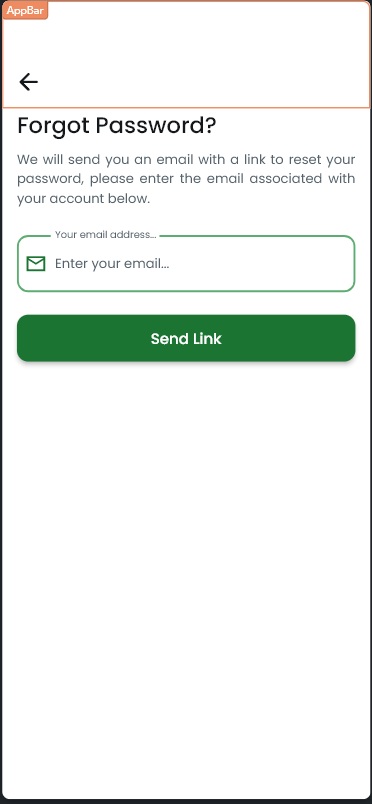 AppBar
Forgot Password?
We will send you an email with a link to reset your
password, please enter the email associated with
your account below.
Your email address...
Enter your email...
Send Link